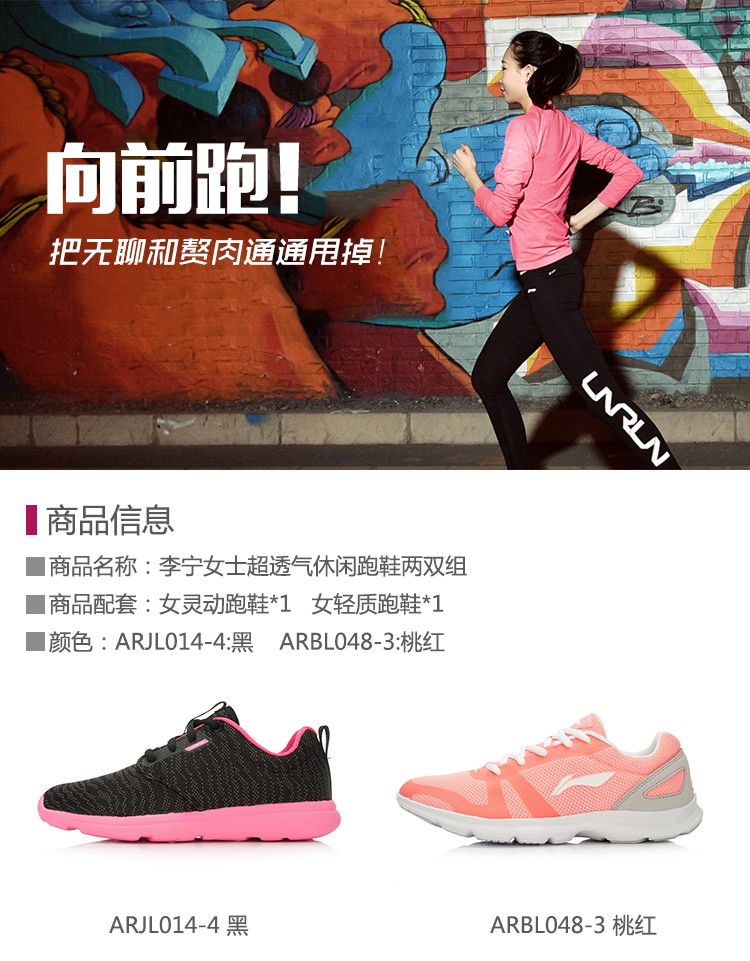 向前跑!
把无聊和赘肉通通甩掉!
LNRUN
商品信息
商品名称：李宁女士超透气休闲跑鞋两双组
商品配套：女灵动跑鞋*1 女轻质跑鞋*1
颜色：ARJL014-4:黑 ARBL048-3:桃红
ARJL014-4 黑
ARBL048-3 桃红